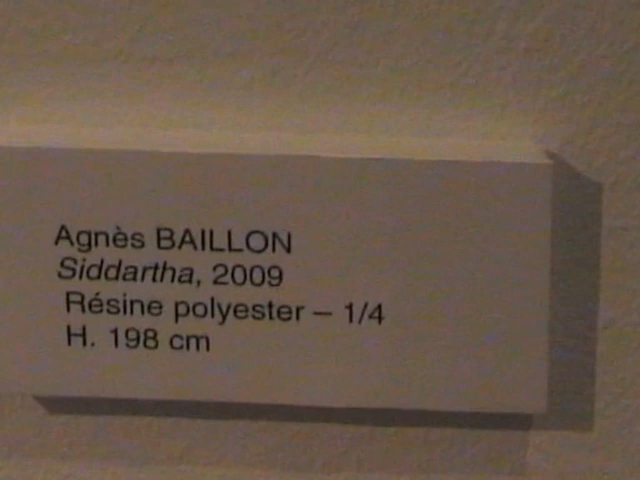 Agnès BAILLON
Siddartha, 2009
Résine polyester – 1/4
H. 198 cm